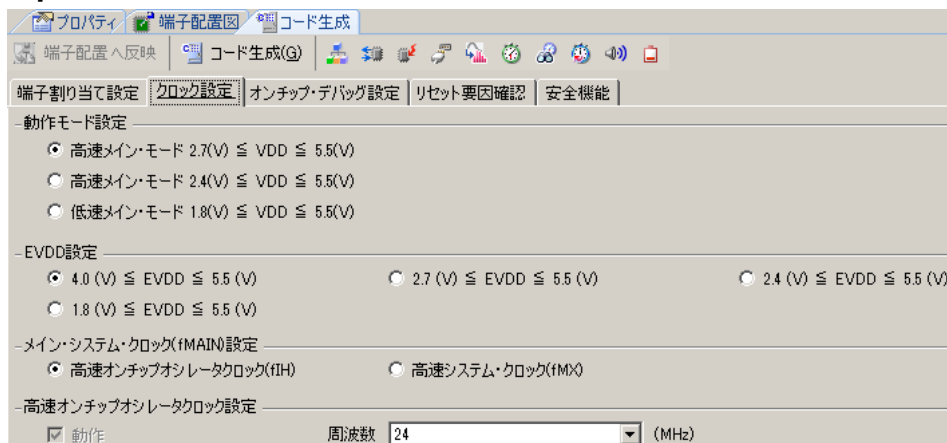 プロパティ 端子配置図 コード生成
端子配置へ反映 コード生成(G)
端子割り当て設定 クロック設定 オンチップ・デバッグ設定 リセット要因確認 安全機能
動作モード設定
高速メイン・モード 2.7(V) ≦ VDD ≦ 5.5(V)
高速メイン・モード 2.4(V) ≦ VDD ≦ 5.5(V)
低速メイン・モード 1.8(V) ≦ VDD ≦ 5.5(V)
EVDD設定
4.0 (V) ≦ EVDD ≦ 5.5 (V) 2.7 (V) ≦ EVDD ≦ 5.5 (V) 2.4 (V) ≦ EVDD ≦ 5.5 (V)
1.8 (V) ≦ EVDD ≦ 5.5 (V)
メイン・システム・クロック(fMAIN)設定
高速オンチップオシレータクロック(fIH) 高速システム・クロック(fMX)
高速オンチップオシレータクロック設定
動作 周波数 24 (MHz)